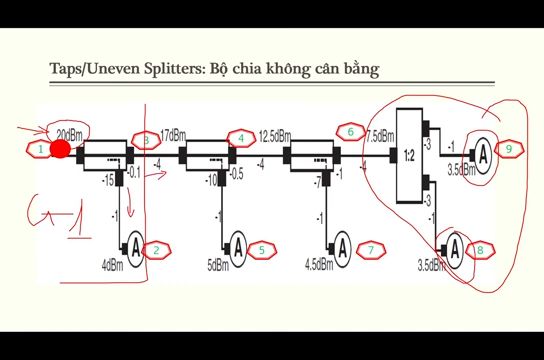 Taps/Uneven Splitters: Bộ chia không cân bằng
20dBm 17dBm 12.5dBm 6 7.5dBm
1 3 4 1:2 -3 -1 A 9
-0.1 -4 -0.5 -4 -1 -4 3.5dBm
-15 -10 -7 -3
G-1 -1 -1 -1 -1
A 2 A 5 A 7 A 8
4dBm 5dBm 4.5dBm 3.5dBm